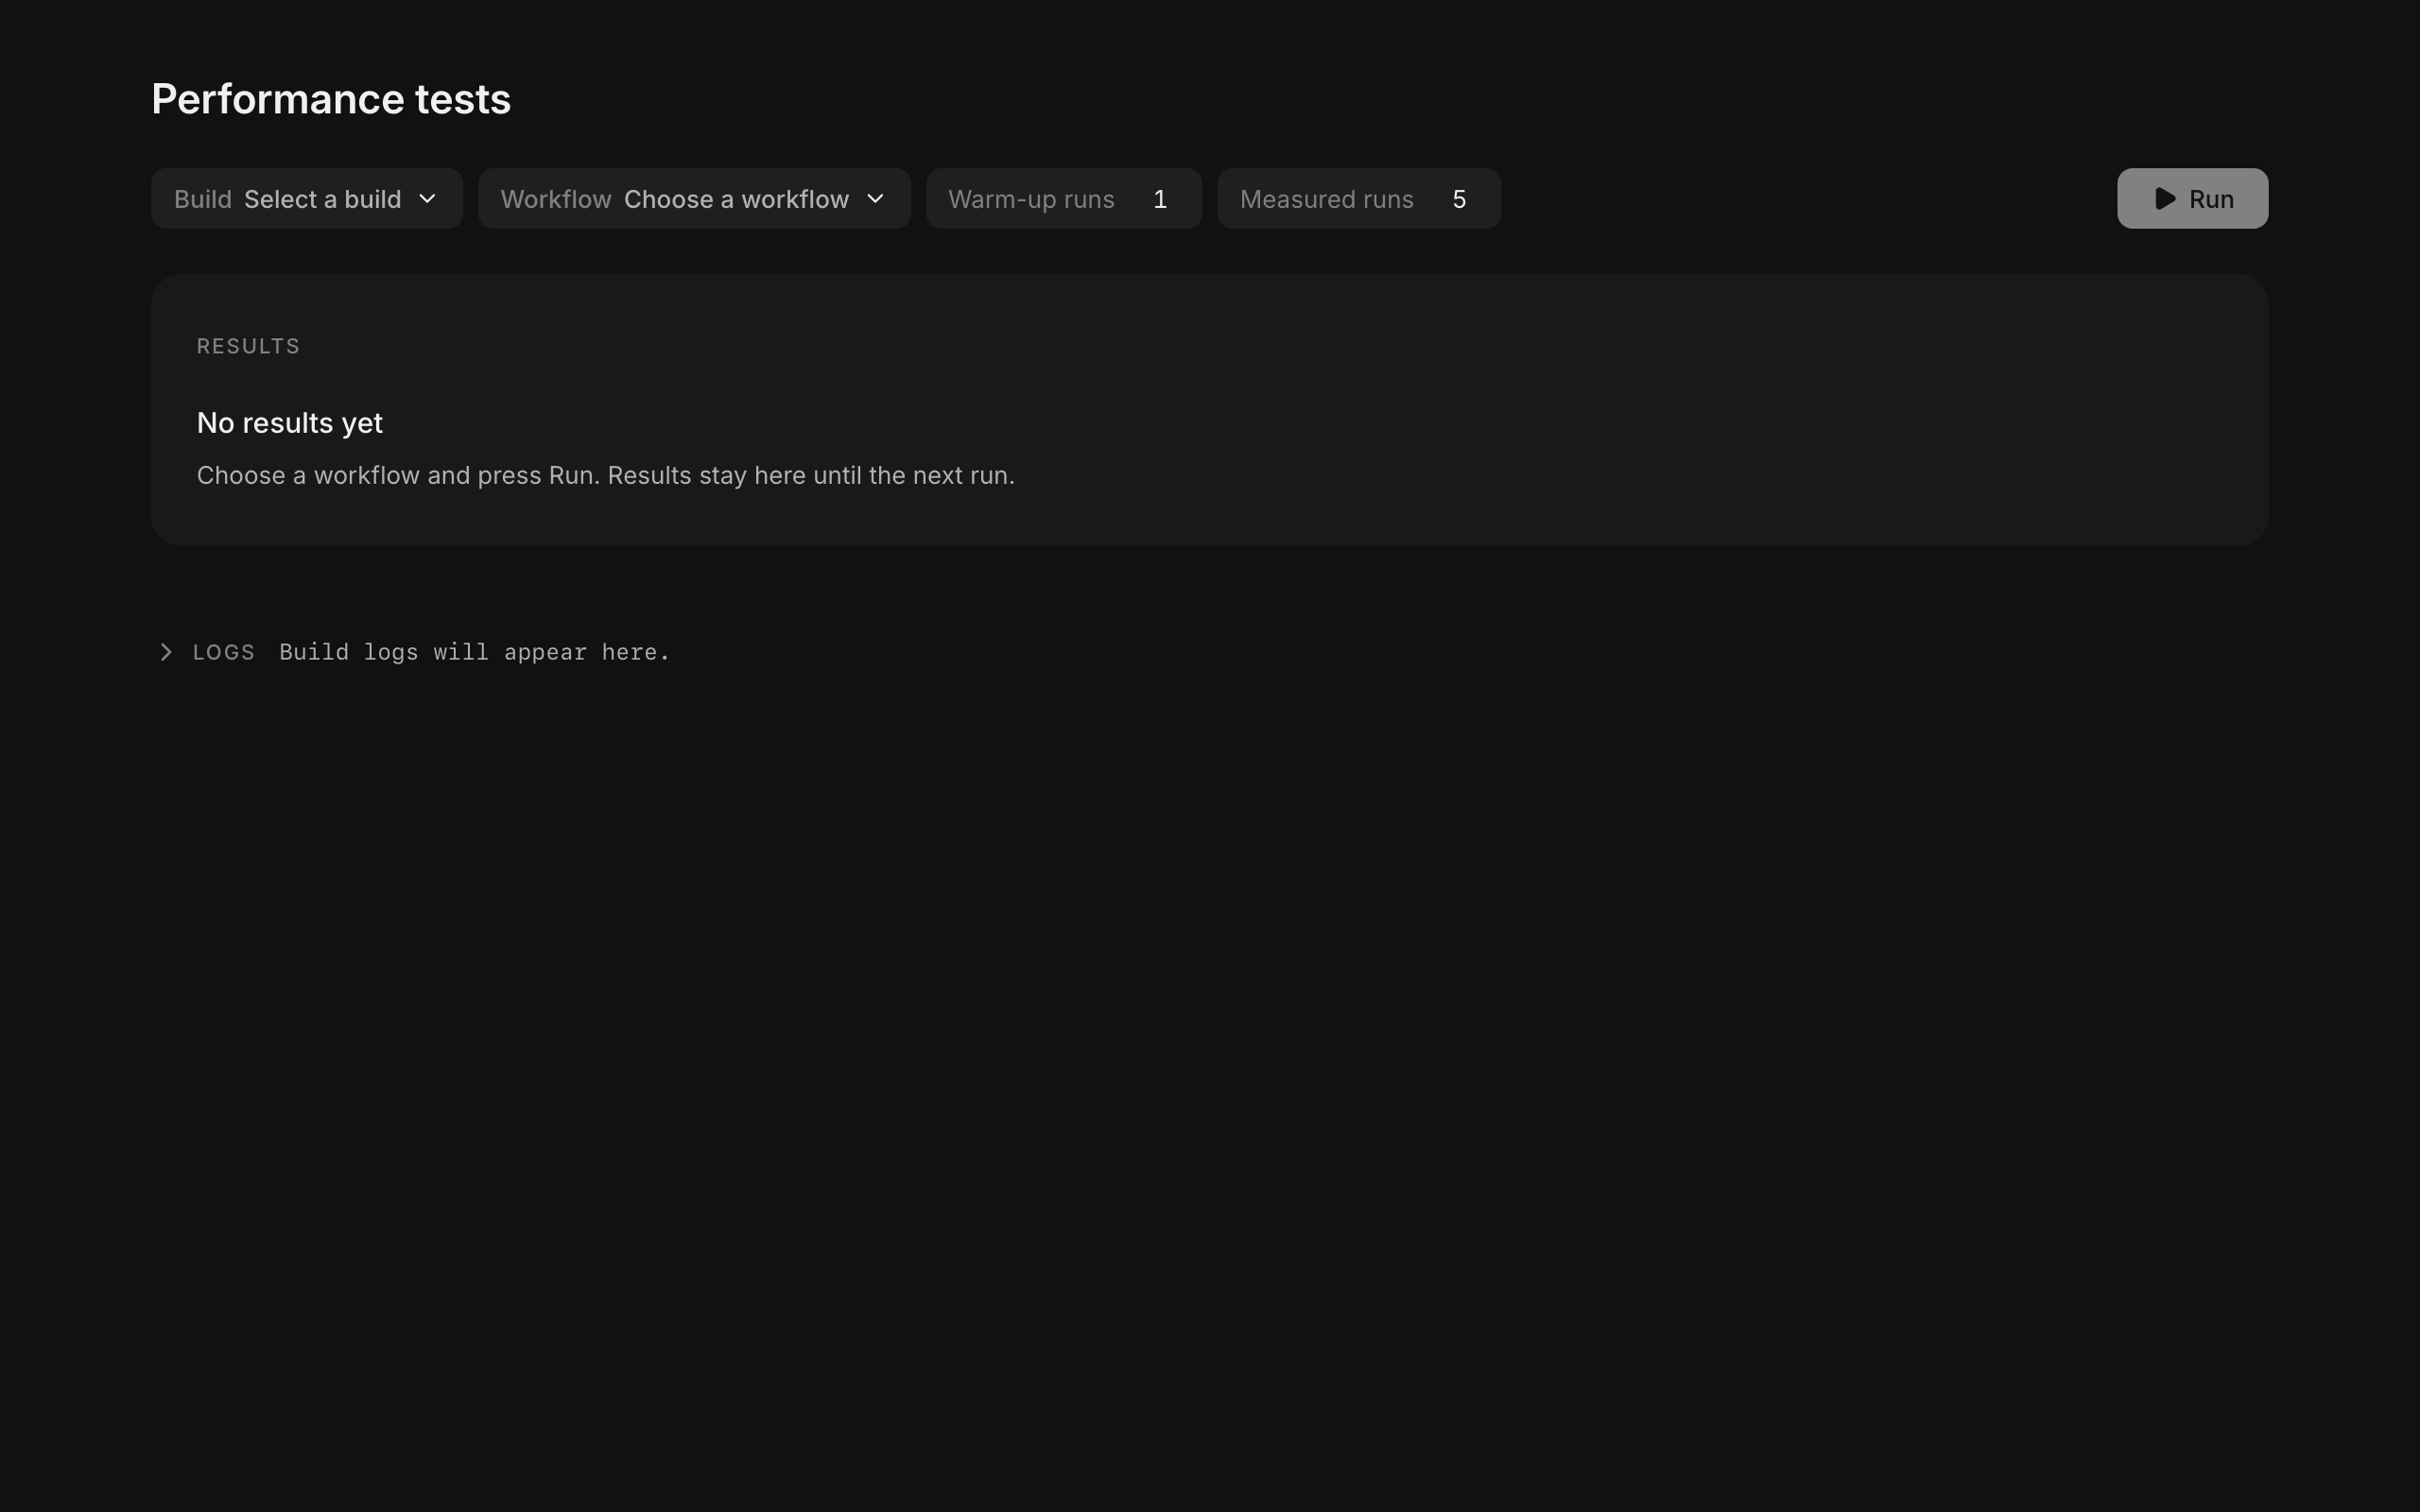 Performance tests
Build Select a build Workflow Choose a workflow Warm-up runs 1 Measured runs 5 Run
RESULTS
No results yet
Choose a workflow and press Run. Results stay here until the next run.
LOGS Build logs will appear here.